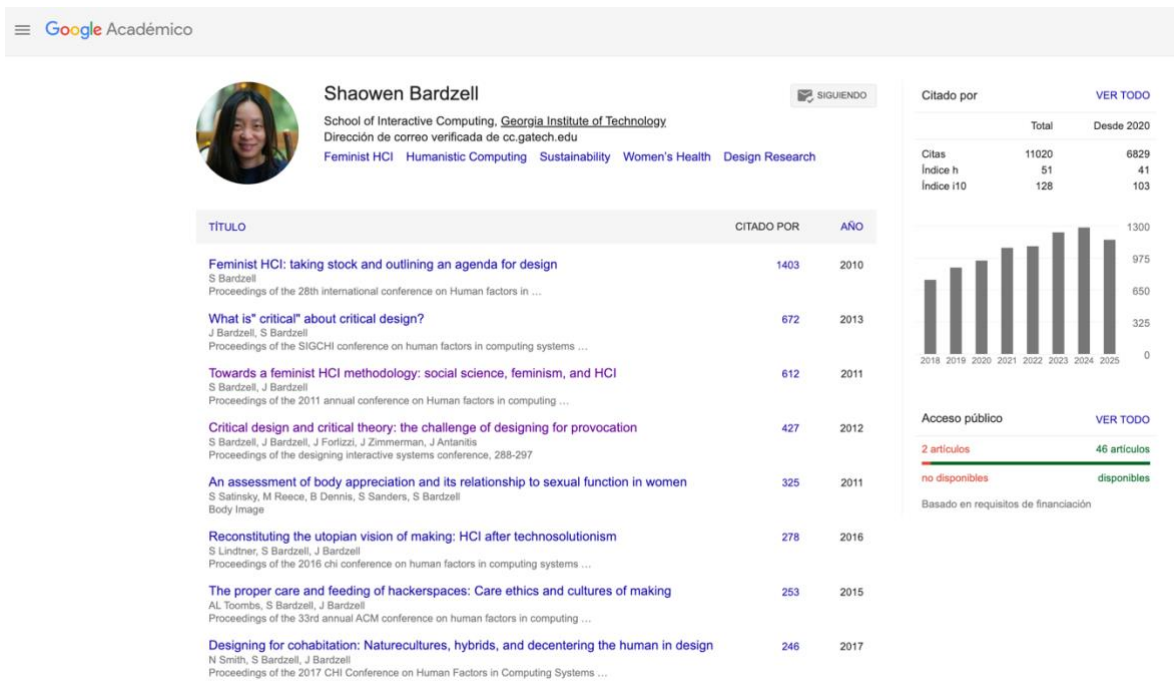 Google Académico
Shaowen Bardzell
SIGUIENDO
School of Interactive Computing, Georgia Institute of Technology
Dirección de correo verificada de cc.gatech.edu
Feminist HCI Humanistic Computing Sustainability Women's Health Design Research
TÍTULO CITADO POR AÑO
Feminist HCI: taking stock and outlining an agenda for design 1403 2010
S Bardzell
Proceedings of the 28th international conference on Human factors in …
What is" critical" about critical design? 672 2013
J Bardzell, S Bardzell
Proceedings of the SIGCHI conference on human factors in computing systems …
Towards a feminist HCI methodology: social science, feminism, and HCI 612 2011
S Bardzell, J Bardzell
Proceedings of the 2011 annual conference on Human factors in computing …
Critical design and critical theory: the challenge of designing for provocation 427 2012
S Bardzell, J Bardzell, J Forlizzi, J Zimmerman, J Antanitis
Proceedings of the designing interactive systems conference, 288-297
An assessment of body appreciation and its relationship to sexual function in women 325 2011
S Satinsky, M Reece, B Dennis, S Sanders, S Bardzell
Body Image
Reconstituting the utopian vision of making: HCI after technosolutionism 278 2016
S Lindtner, S Bardzell, J Bardzell
Proceedings of the 2016 chi conference on human factors in computing systems …
The proper care and feeding of hackerspaces: Care ethics and cultures of making 253 2015
AL Toombs, S Bardzell, J Bardzell
Proceedings of the 33rd annual ACM conference on human factors in computing …
Designing for cohabitation: Naturecultures, hybrids, and decentering the human in design 246 2017
N Smith, S Bardzell, J Bardzell
Proceedings of the 2017 CHI Conference on Human Factors in Computing Systems …
Citado por VER TODO
Total Desde 2020
Citas 11020 6829
Índice h 51 41
Índice i10 128 103
1300
975
650
325
0
2018 2019 2020 2021 2022 2023 2024 2025
Acceso público VER TODO
2 artículos 46 artículos
no disponibles disponibles
Basado en requisitos de financiación